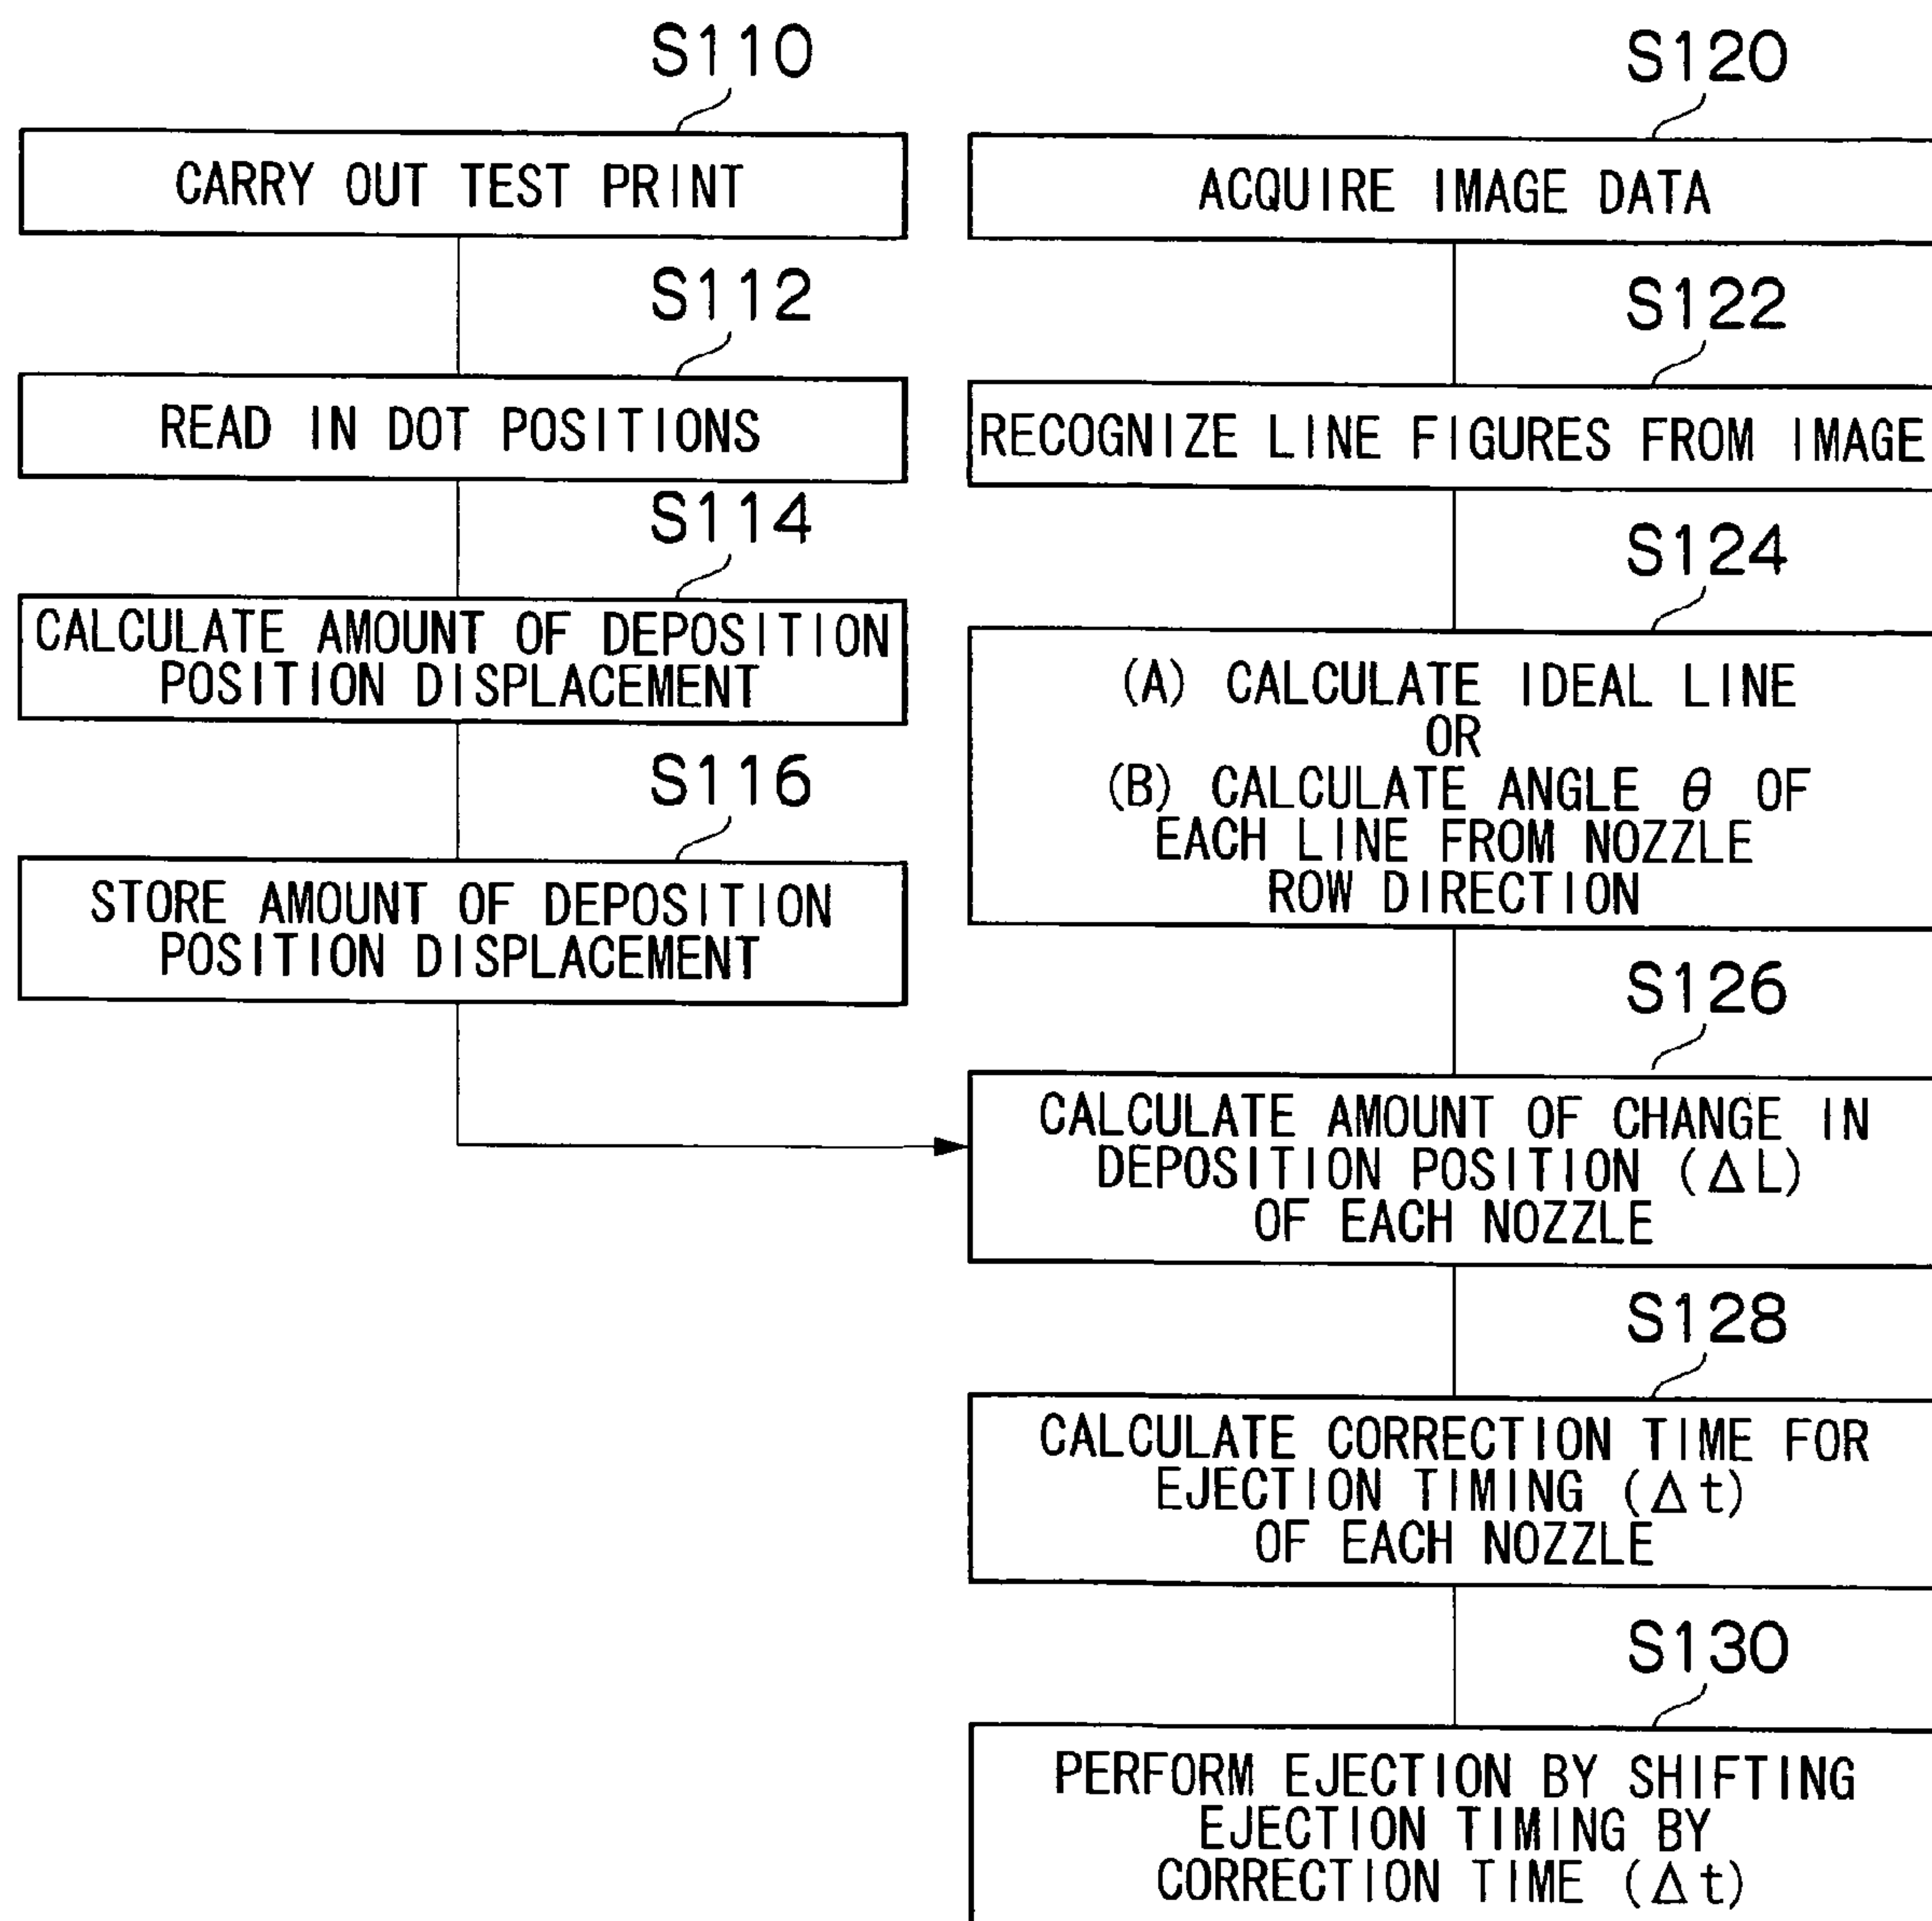 S110
CARRY OUT TEST PRINT
S112
READ IN DOT POSITIONS
S114
CALCULATE AMOUNT OF DEPOSITION
POSITION DISPLACEMENT
S116
STORE AMOUNT OF DEPOSITION
POSITION DISPLACEMENT
S120
ACQUIRE IMAGE DATA
S122
RECOGNIZE LINE FIGURES FROM IMAGE
S124
(A) CALCULATE IDEAL LINE
OR
(B) CALCULATE ANGLE θ OF
EACH LINE FROM NOZZLE
ROW DIRECTION
S126
CALCULATE AMOUNT OF CHANGE IN
DEPOSITION POSITION (ΔL)
OF EACH NOZZLE
S128
CALCULATE CORRECTION TIME FOR
EJECTION TIMING (Δt)
OF EACH NOZZLE
S130
PERFORM EJECTION BY SHIFTING
EJECTION TIMING BY
CORRECTION TIME (Δt)